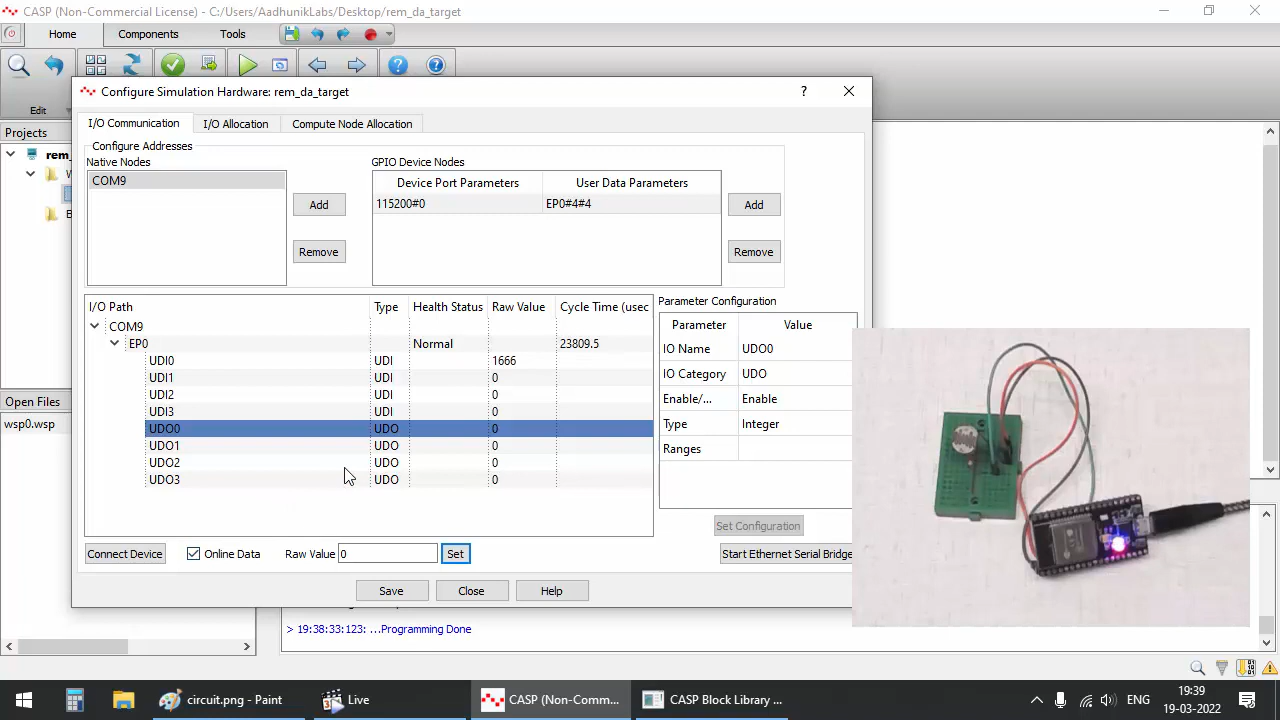 CASP (Non-Commercial License) - C:/Users/AadhunikLabs/Desktop/rem_da_target
Home Components Tools
Edit
Projects
rem_
W
E
Open Files
wsp0.wsp
Configure Simulation Hardware: rem_da_target
I/O Communication I/O Allocation Compute Node Allocation
Configure Addresses
Native Nodes GPIO Device Nodes
COM9
Add
Remove
Device Port Parameters User Data Parameters
115200#0 EP0#4#4
Add
Remove
I/O Path Type Health Status Raw Value Cycle Time (usec
COM9
EP0 Normal 23809.5
UDI0 UDI 1666
UDI1 UDI 0
UDI2 UDI 0
UDI3 UDI 0
UDO0 UDO 0
UDO1 UDO 0
UDO2 UDO 0
UDO3 UDO 0
Parameter Configuration
Parameter Value
IO Name UDO0
IO Category UDO
Enable/... Enable
Type Integer
Ranges
Set Configuration
Connect Device Online Data Raw Value 0 Set Start Ethernet Serial Bridge
Save Close Help
> 19:38:33:123: ...Programming Done
circuit.png - Paint Live CASP (Non-Comm... CASP Block Library ... ENG 19:39
19-03-2022